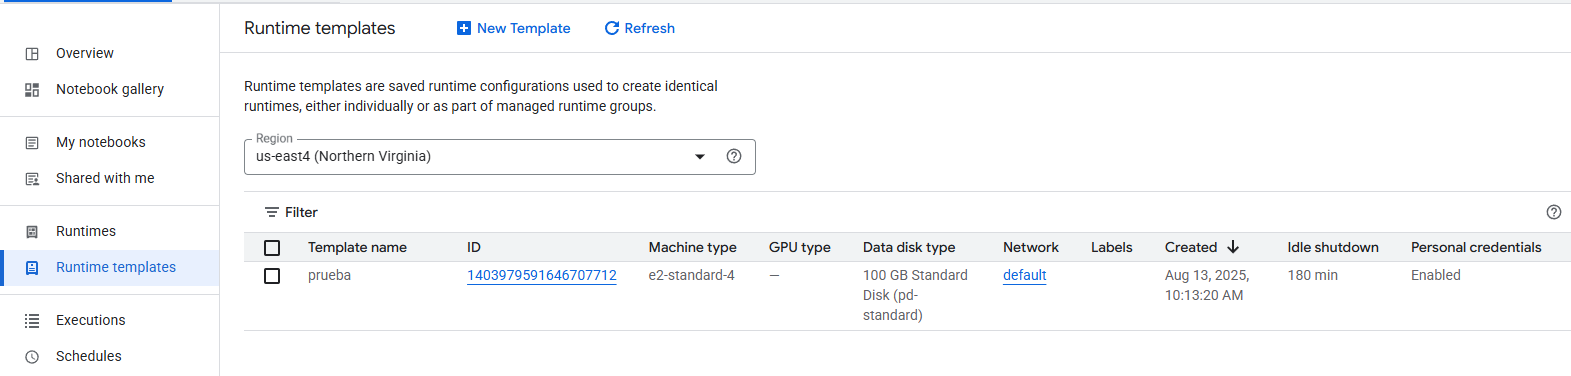 Runtime templates
New Template
Refresh
Overview
Notebook gallery
My notebooks
Shared with me
Runtimes
Runtime templates
Executions
Schedules
Runtime templates are saved runtime configurations used to create identical
runtimes, either individually or as part of managed runtime groups.
Region
us-east4 (Northern Virginia)
Filter
Template name ID Machine type GPU type Data disk type Network Labels Created Idle shutdown Personal credentials
prueba 1403979591646707712 e2-standard-4 — 100 GB Standard default Aug 13, 2025, 180 min Enabled
Disk (pd- 10:13:20 AM
standard)